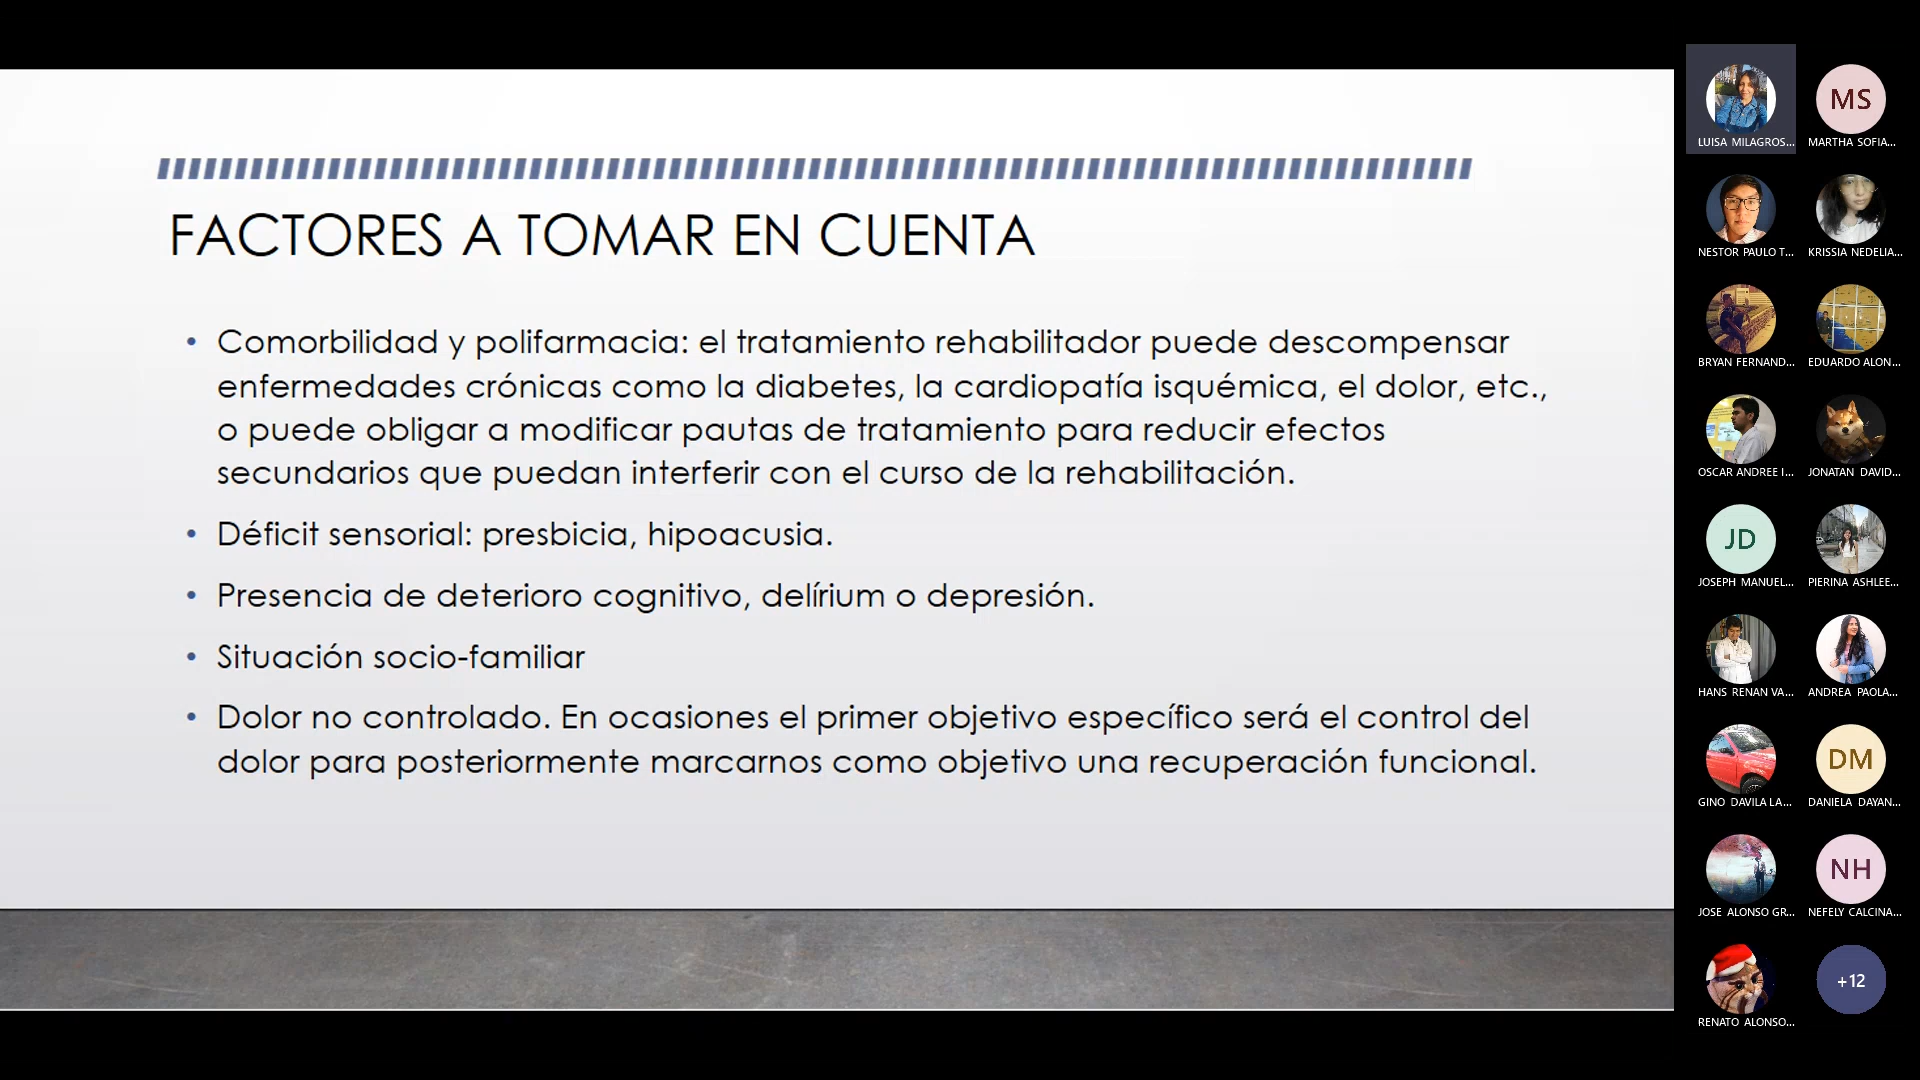 FACTORES A TOMAR EN CUENTA
• Comorbilidad y polifarmacia: el tratamiento rehabilitador puede descompensar
enfermedades crónicas como la diabetes, la cardiopatía isquémica, el dolor, etc.,
o puede obligar a modificar pautas de tratamiento para reducir efectos
secundarios que puedan interferir con el curso de la rehabilitación.
• Déficit sensorial: presbicia, hipoacusia.
• Presencia de deterioro cognitivo, delírium o depresión.
• Situación socio-familiar
• Dolor no controlado. En ocasiones el primer objetivo específico será el control del
dolor para posteriormente marcarnos como objetivo una recuperación funcional.
MS
LUISA MILAGROS... MARTHA SOFIA...
NESTOR PAULO T... KRISSIA NEDELIA...
BRYAN FERNAND... EDUARDO ALON...
OSCAR ANDREE I... JONATAN DAVID...
JD
JOSEPH MANUEL... PIERINA ASHLEE...
HANS RENAN VA... ANDREA PAOLA...
DM
GINO DAVILA LA... DANIELA DAYAN...
NH
JOSE ALONSO GR... NEFELY CALCINA...
+12
RENATO ALONSO...